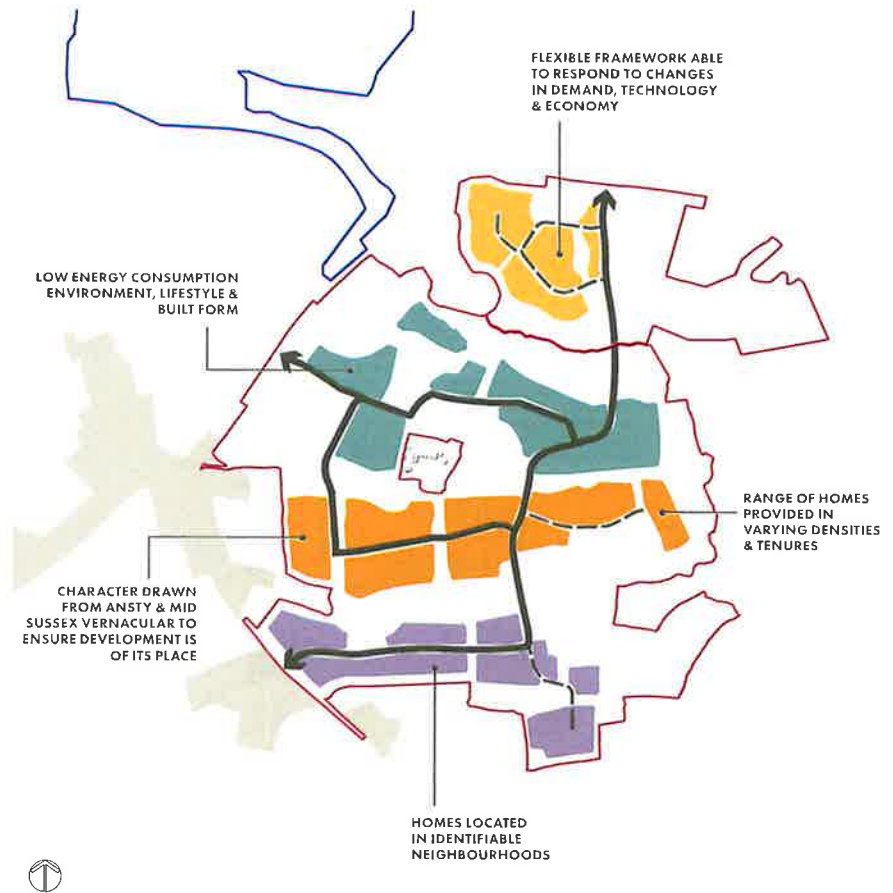 FLEXIBLE FRAMEWORK ABLE
TO RESPOND TO CHANGES
IN DEMAND, TECHNOLOGY
& ECONOMY
LOW ENERGY CONSUMPTION
ENVIRONMENT, LIFESTYLE &
BUILT FORM
RANGE OF HOMES
PROVIDED IN
VARYING DENSITIES
& TENURES
CHARACTER DRAWN
FROM ANSTY & MID
SUSSEX VERNACULAR TO
ENSURE DEVELOPMENT IS
OF ITS PLACE
HOMES LOCATED
IN IDENTIFIABLE
NEIGHBOURHOODS